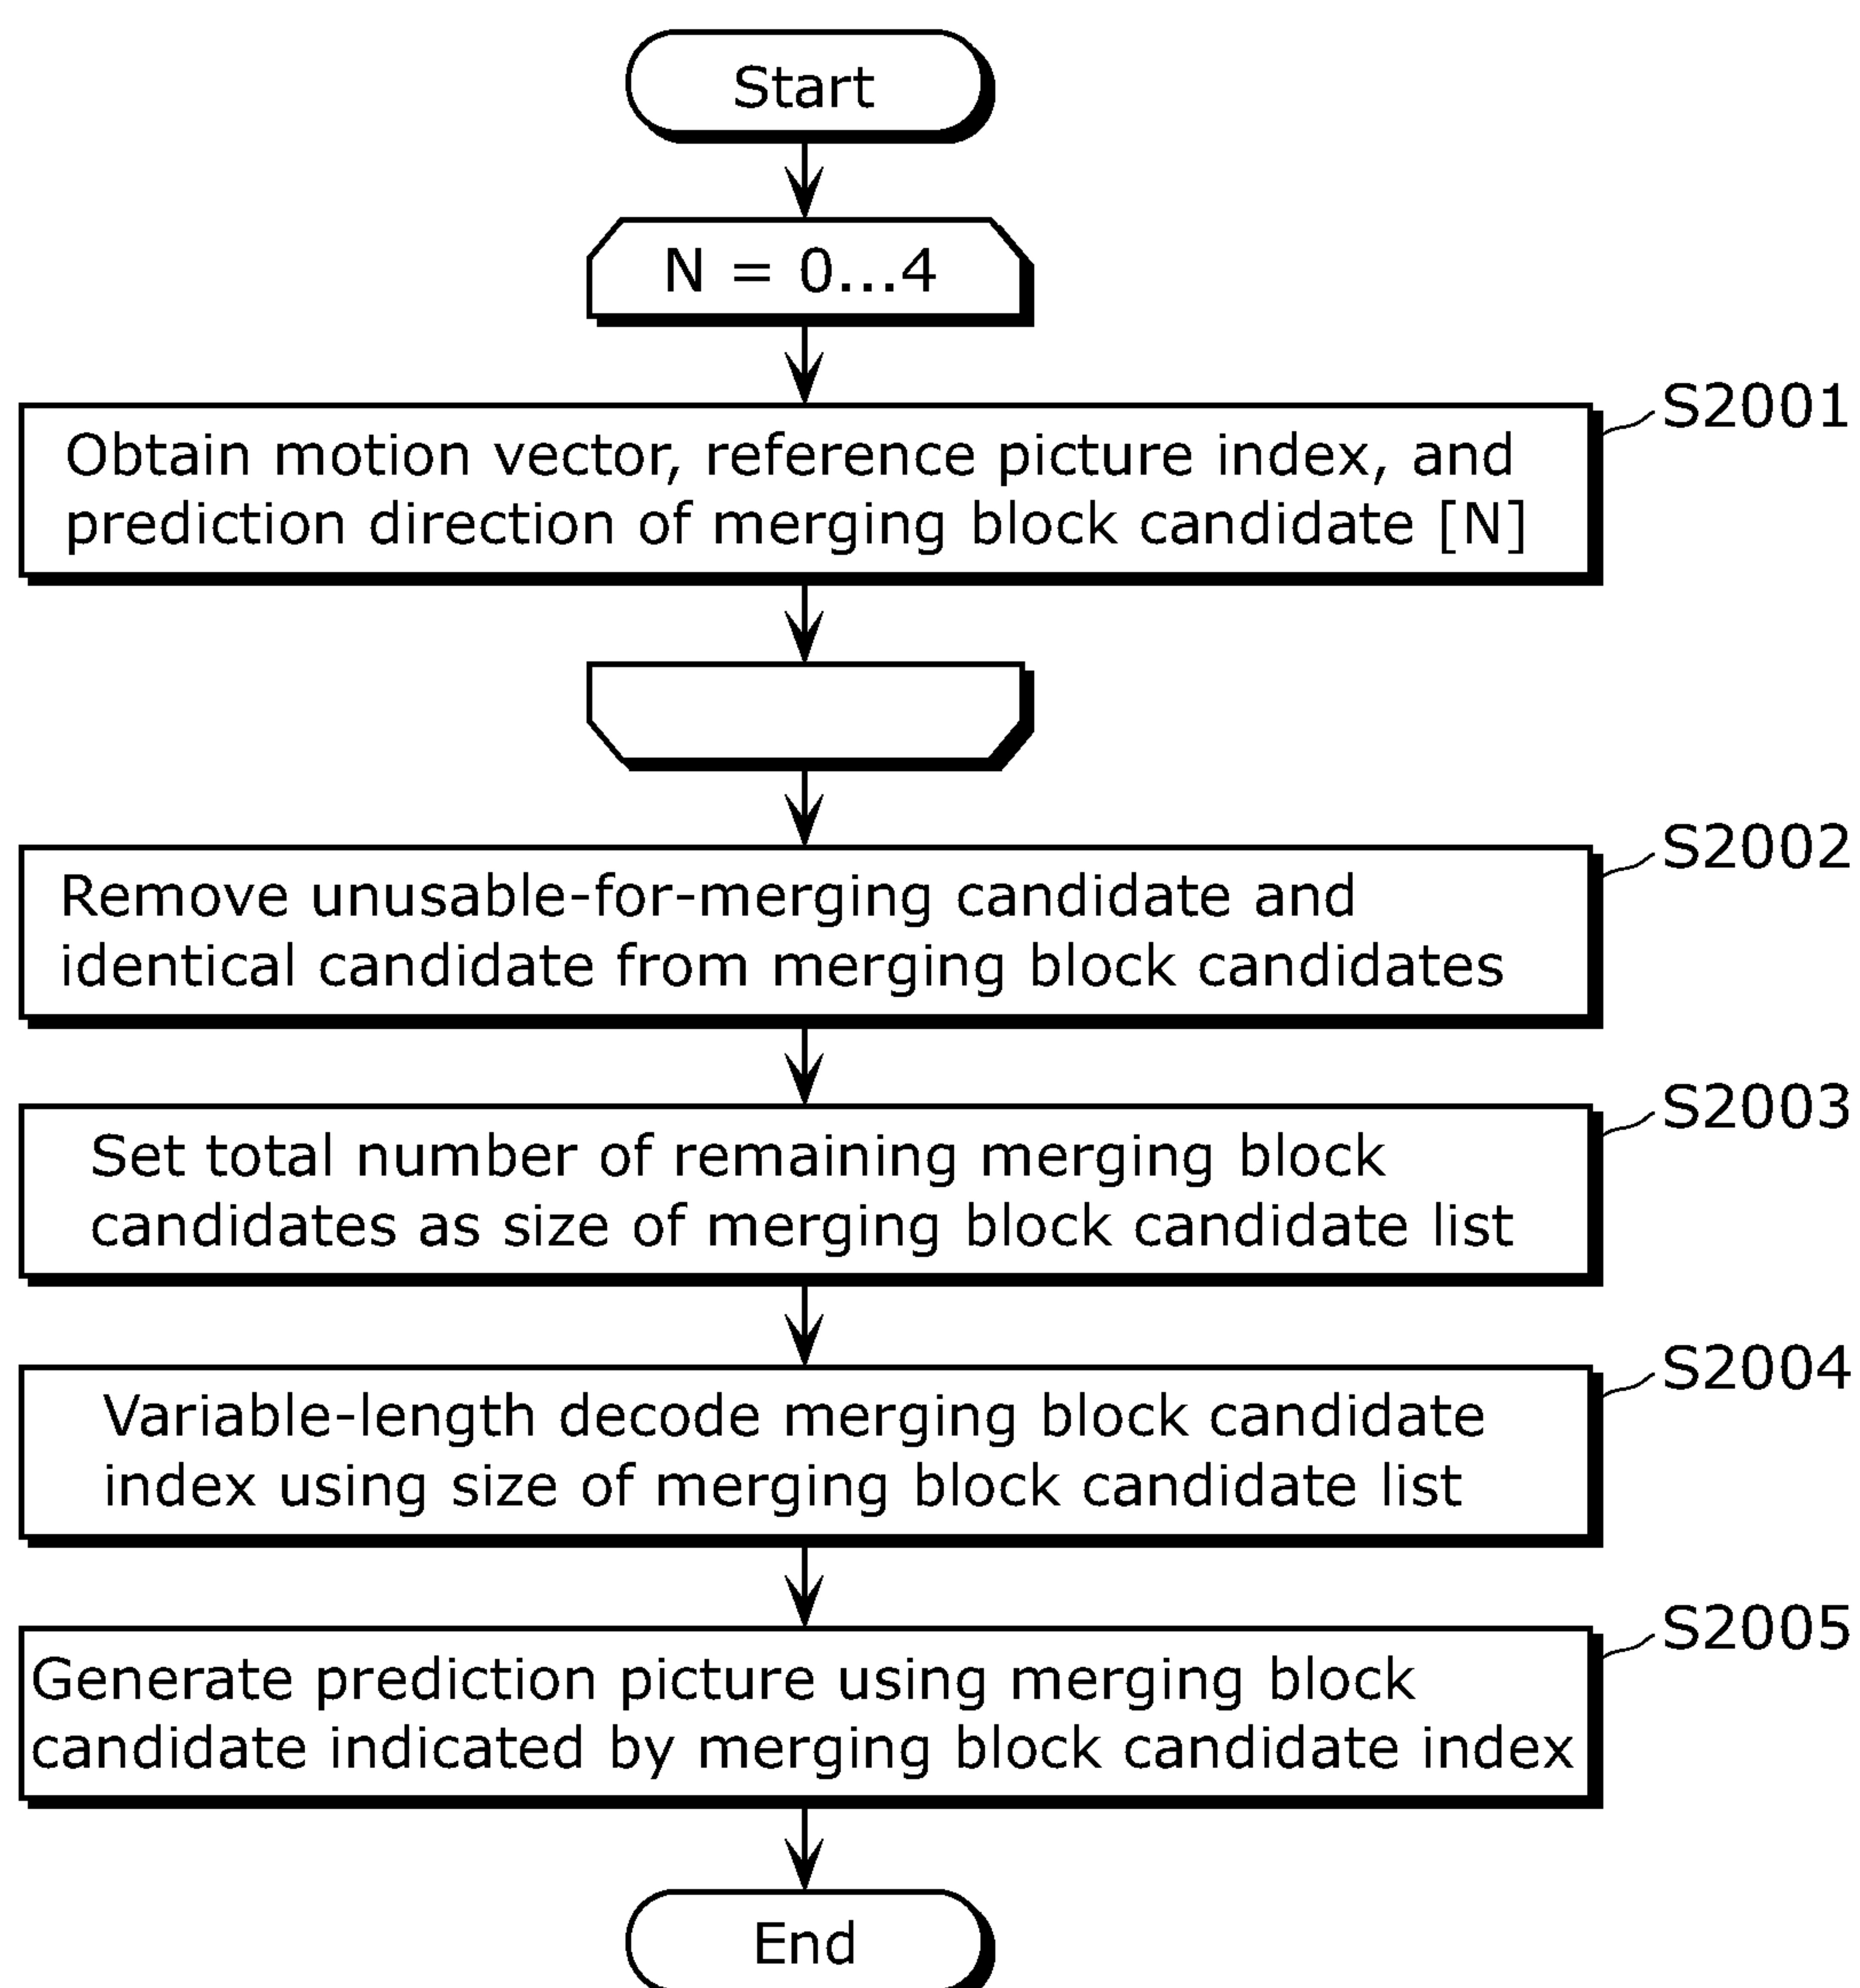 Start
N = 0...4
S2001
Obtain motion vector, reference picture index, and
prediction direction of merging block candidate [N]
S2002
Remove unusable-for-merging candidate and
identical candidate from merging block candidates
S2003
Set total number of remaining merging block
candidates as size of merging block candidate list
S2004
Variable-length decode merging block candidate
index using size of merging block candidate list
S2005
Generate prediction picture using merging block
candidate indicated by merging block candidate index
End